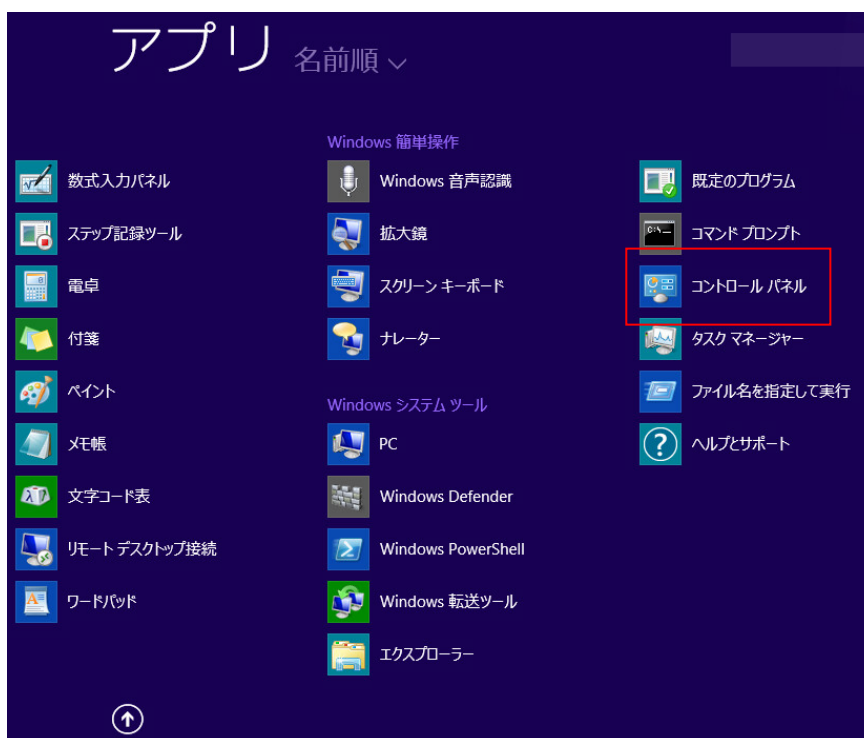 アプリ 名前順
数式入力パネル
ステップ記録ツール
電卓
付箋
ペイント
メモ帳
文字コード表
リモート デスクトップ接続
ワードパッド
Windows 簡単操作
Windows 音声認識
拡大鏡
スクリーン キーボード
ナレーター
Windows システム ツール
PC
Windows Defender
Windows PowerShell
Windows 転送ツール
エクスプローラー
既定のプログラム
C:\
コマンド プロンプト
コントロール パネル
タスク マネージャー
ファイル名を指定して実行
ヘルプとサポート